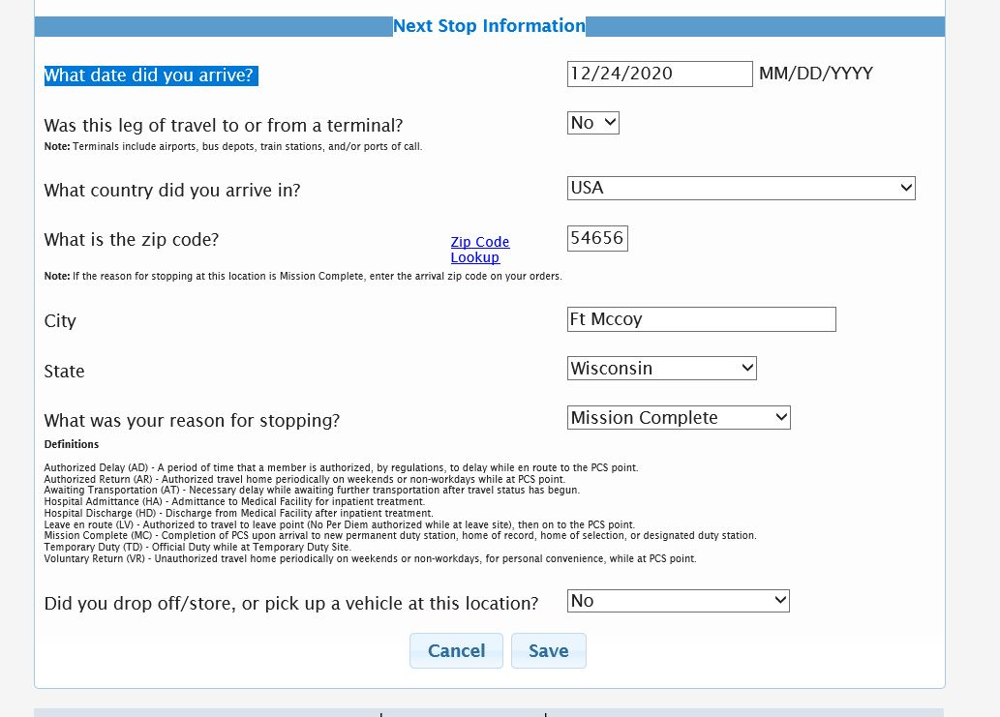 Next Stop Information
What date did you arrive? 12/24/2020 MM/DD/YYYY
Was this leg of travel to or from a terminal? No
Note: Terminals include airports, bus depots, train stations, and/or ports of call.
What country did you arrive in? USA
What is the zip code? Zip Code 54656
Lookup
Note: If the reason for stopping at this location is Mission Complete, enter the arrival zip code on your orders.
City Ft Mccoy
State Wisconsin
What was your reason for stopping? Mission Complete
Definitions
Authorized Delay (AD) - A period of time that a member is authorized, by regulations, to delay while en route to the PCS point.
Authorized Return (AR) - Authorized travel home periodically on weekends or non-workdays while at PCS point.
Awaiting Transportation (AT) - Necessary delay while awaiting further transportation after travel status has begun.
Hospital Admittance (HA) - Admittance to Medical Facility for inpatient treatment.
Hospital Discharge (HD) - Discharge from Medical Facility after inpatient treatment.
Leave en route (LV) - Authorized to travel to leave point (No Per Diem authorized while at leave site), then on to the PCS point.
Mission Complete (MC) - Completion of PCS upon arrival to new permanent duty station, home of record, home of selection, or designated duty station.
Temporary Duty (TD) - Official Duty while at Temporary Duty Site.
Voluntary Return (VR) - Unauthorized travel home periodically on weekends or non-workdays, for personal convenience, while at PCS point.
Did you drop off/store, or pick up a vehicle at this location? No
Cancel Save